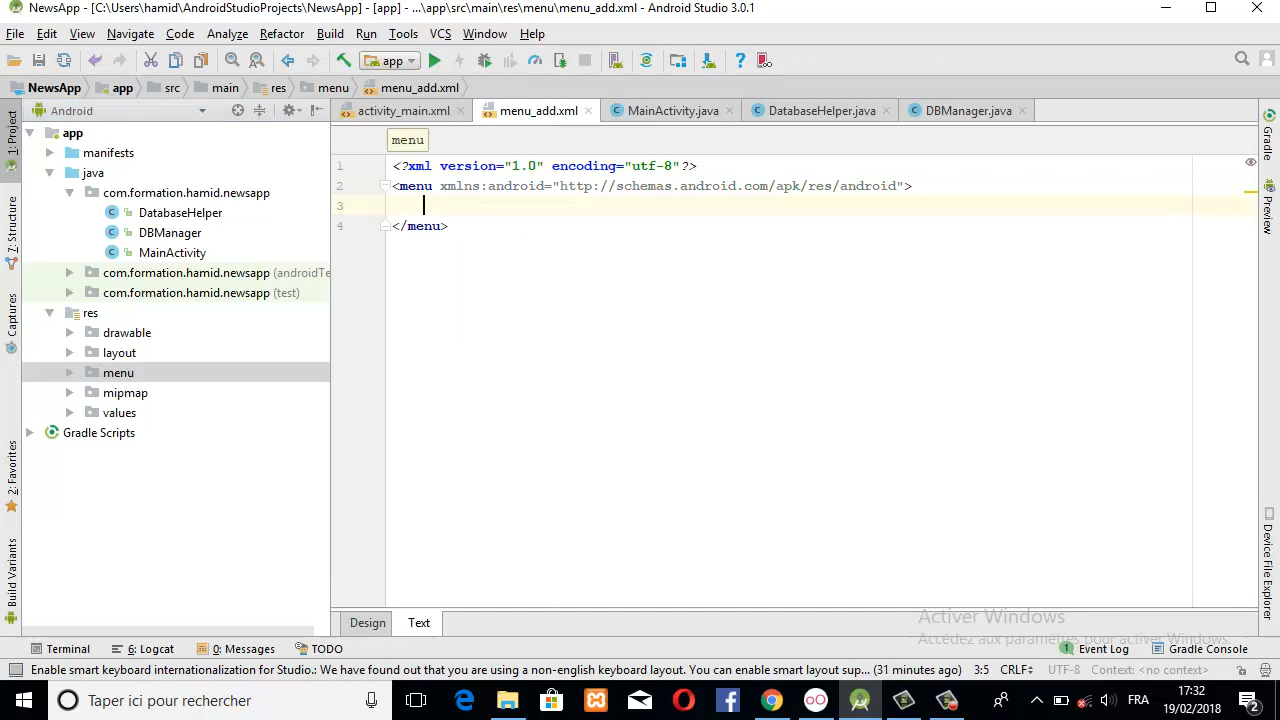 NewsApp - [C:\Users\hamid\AndroidStudioProjects\NewsApp] - [app] - ...\app\src\main\res\menu\menu_add.xml - Android Studio 3.0.1
File Edit View Navigate Code Analyze Refactor Build Run Tools VCS Window Help
app
NewsApp app src main res menu menu_add.xml
Android
activity_main.xml menu_add.xml MainActivity.java DatabaseHelper.java DBManager.java
1: Project
7: Structure
Captures
2: Favorites
Build Variants
app
manifests
java
com.formation.hamid.newsapp
DatabaseHelper
DBManager
MainActivity
com.formation.hamid.newsapp (androidTe
com.formation.hamid.newsapp (test)
res
drawable
layout
menu
mipmap
values
Gradle Scripts
menu
1 <?xml version="1.0" encoding="utf-8"?>
2 <menu xmlns:android="http://schemas.android.com/apk/res/android">
3
4 </menu>
Gradle
Preview
Device File Explorer
Design Text
Activer Windows
Accédez aux paramètres pour activer Windows.
Terminal 6: Logcat 0: Messages TODO Event Log Gradle Console
Enable smart keyboard internationalization for Studio.: We have found out that you are using a non-english keyboard layout. You can enable smart layout sup... (31 minutes ago) 3:5 CRLF UTF-8 Context: <no context>
Taper ici pour rechercher
FRA
17:32
19/02/2018
2